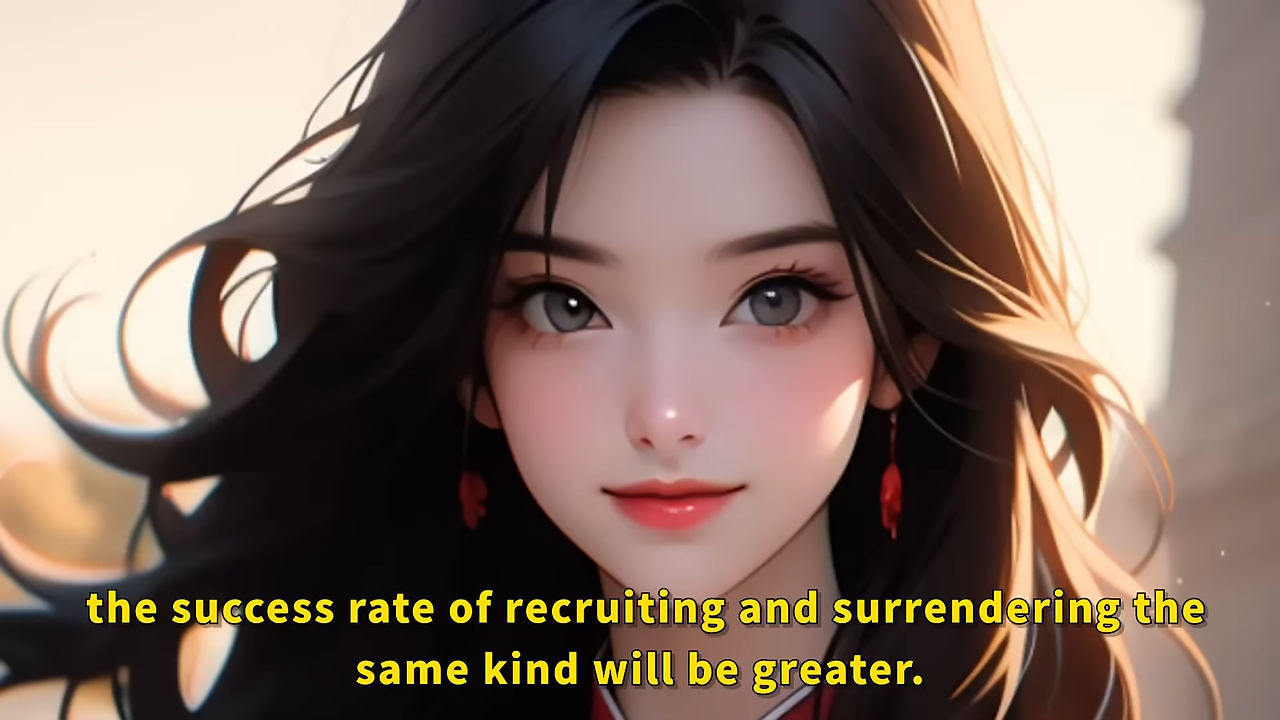 the success rate of recruiting and surrendering the
same kind will be greater.